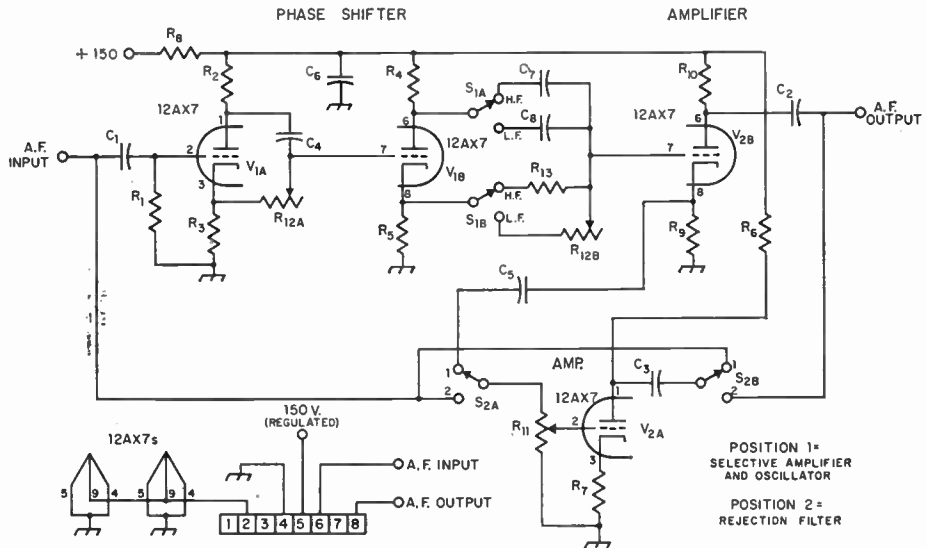 PHASE SHIFTER
AMPLIFIER
+150
R8
R2
C6
R4
S1A
H.F.
C7
R10
C2
A.F. OUTPUT
12AX7
1
C4
6
12AX7
L.F.
C8
6
V2B
A.F. INPUT
C1
2
V1A
7
V1B
7
3
R12A
8
S1B
H.F.
R13
8
R1
R3
R5
L.F.
R12B
R9
R6
C5
AMP.
1
2
S2A
R11
12AX7
2
1
C3
V2A
3
1
S2B
2
R7
150 V.
(REGULATED)
12AX7s
5
9
4
5
9
4
A.F. INPUT
A.F. OUTPUT
1 2 3 4 5 6 7 8
POSITION 1=
SELECTIVE AMPLIFIER
AND OSCILLATOR
POSITION 2=
REJECTION FILTER